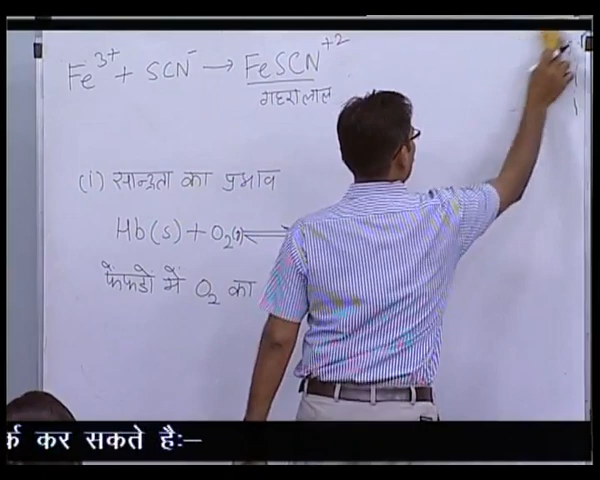 Fe³⁺ + SCN⁻ → FeSCN⁺²
गहरा लाल
(i) सान्द्रता का प्रभाव
Hb(s) + O₂(g) ⇌
फेंफडो में O₂ का
कर सकते है:–